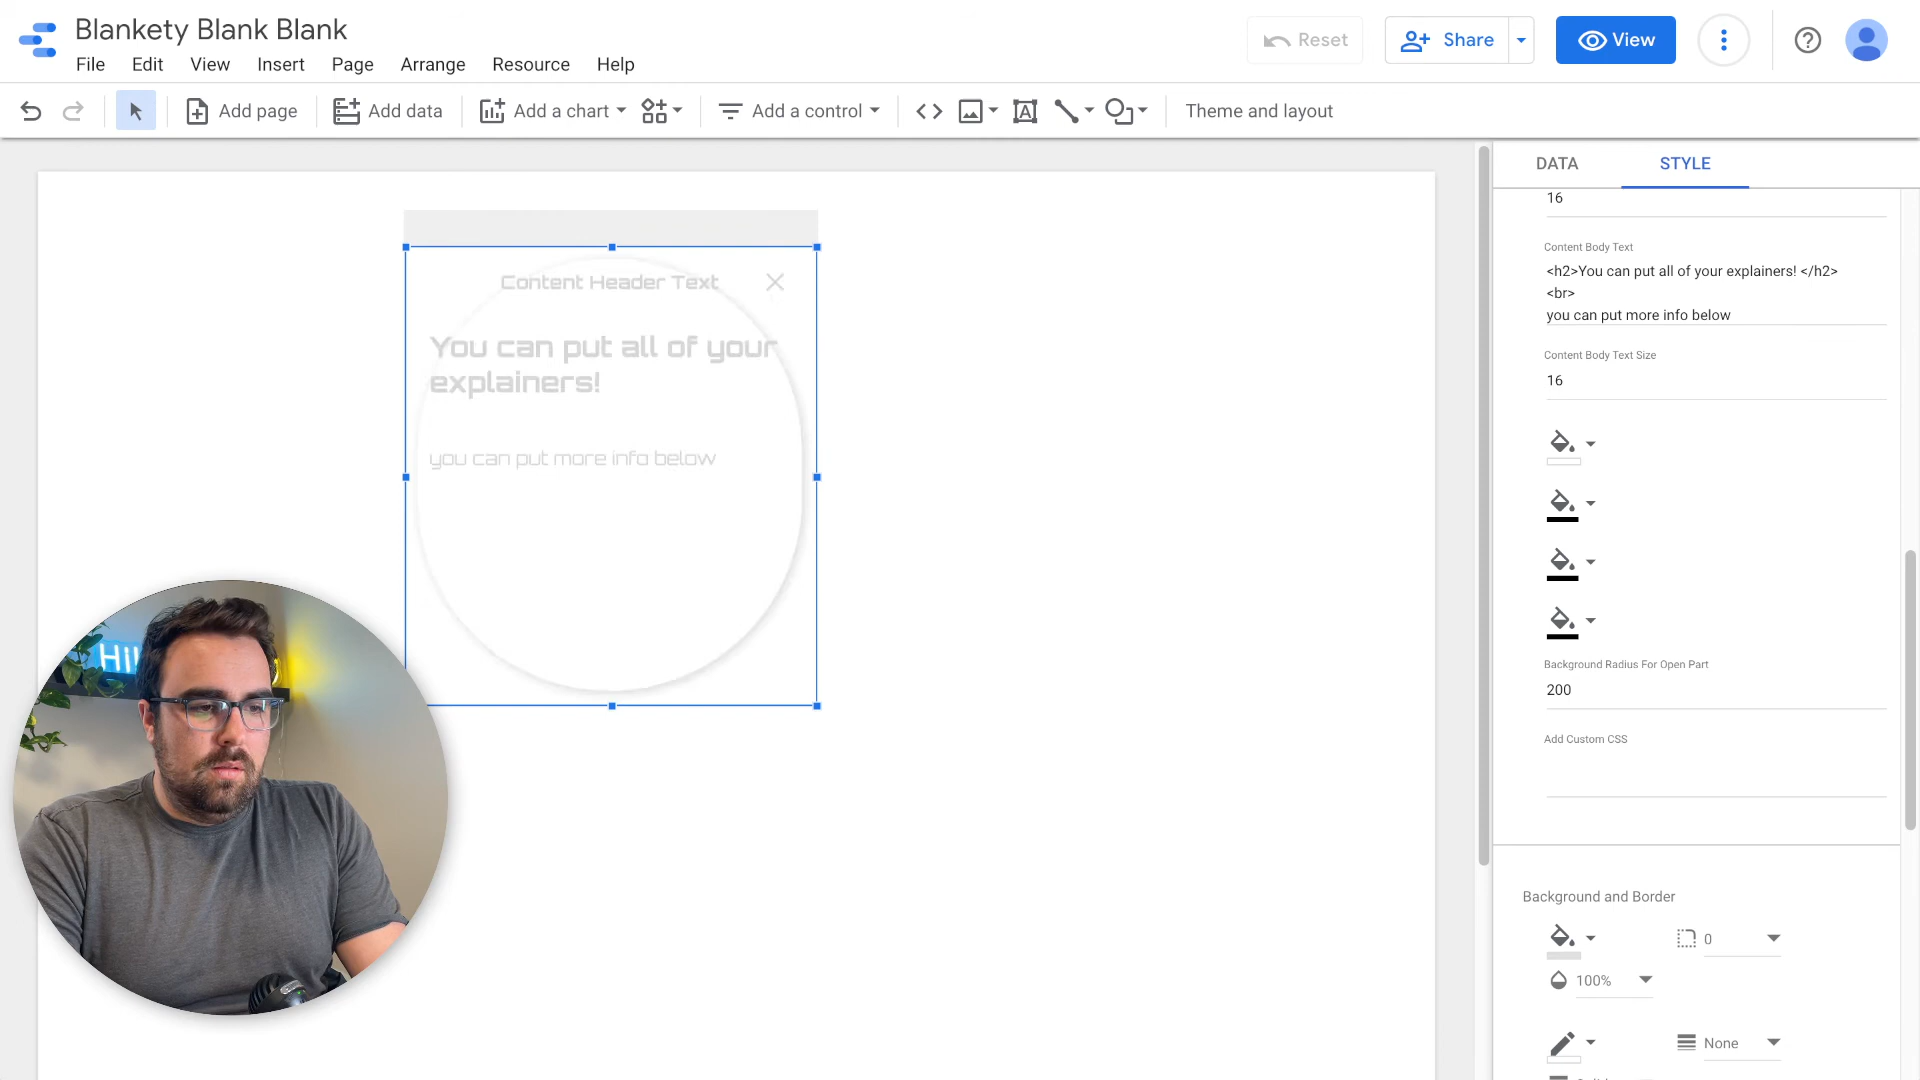 Blankety Blank Blank
Reset
Share
View
File Edit View Insert Page Arrange Resource Help
Add page
Add data
Add a chart
Add a control
Theme and layout
DATA
STYLE
16
Content Body Text
<h2>You can put all of your explainers! </h2>
<br>
you can put more info below
Content Body Text Size
16
Background Radius For Open Part
200
Add Custom CSS
Background and Border
0
100%
None
Content Header Text
You can put all of your
explainers!
you can put more info below